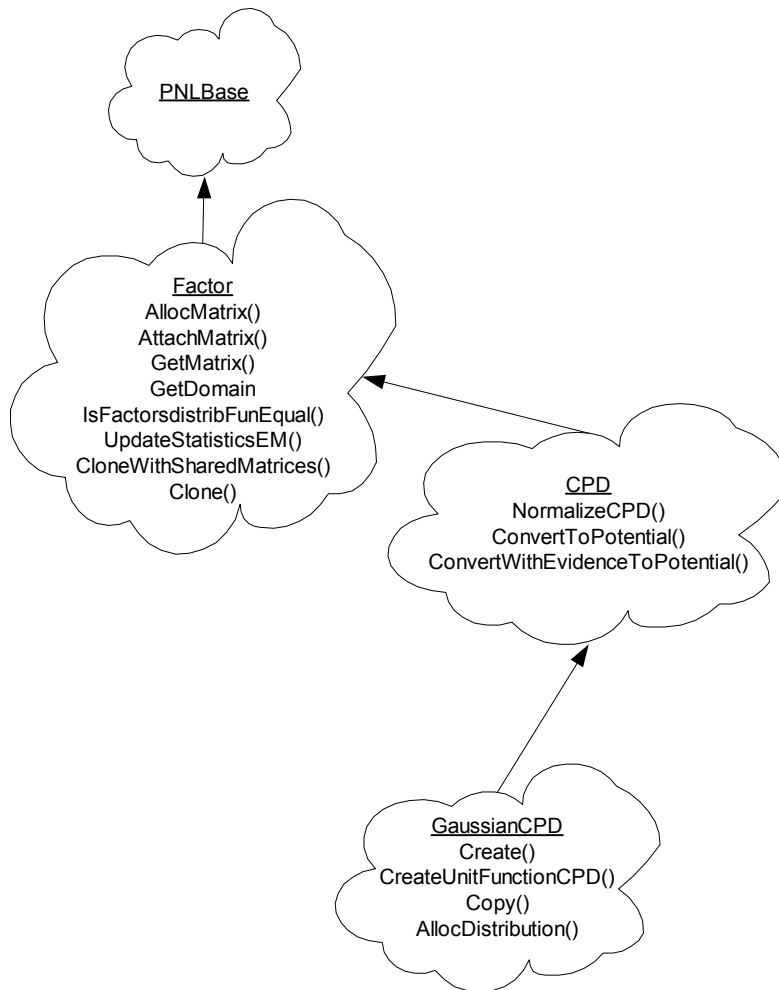 PNLBase
Factor
AllocMatrix()
AttachMatrix()
GetMatrix()
GetDomain
IsFactorsdistribFunEqual()
UpdateStatisticsEM()
CloneWithSharedMatrices()
Clone()
CPD
NormalizeCPD()
ConvertToPotential()
ConvertWithEvidenceToPotential()
GaussianCPD
Create()
CreateUnitFunctionCPD()
Copy()
AllocDistribution()